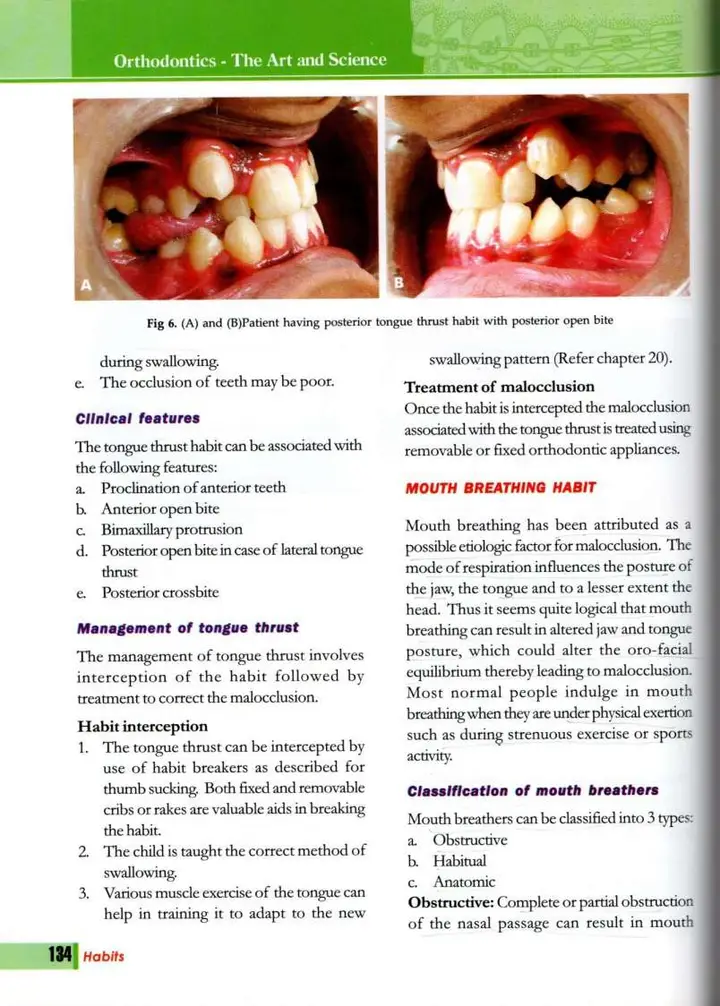 Orthodontics - The Art and Science
A
B
Fig 6. (A) and (B)Patient having posterior tongue thrust habit with posterior open bite
during swallowing.
e. The occlusion of teeth may be poor.
Clinical features
The tongue thrust habit can be associated with
the following features:
a. Proclination of anterior teeth
b. Anterior open bite
c. Bimaxillary protrusion
d. Posterior open bite in case of lateral tongue
thrust
e. Posterior crossbite
Management of tongue thrust
The management of tongue thrust involves
interception of the habit followed by
treatment to correct the malocclusion.
Habit interception
1. The tongue thrust can be intercepted by
use of habit breakers as described for
thumb sucking. Both fixed and removable
cribs or rakes are valuable aids in breaking
the habit.
2. The child is taught the correct method of
swallowing.
3. Various muscle exercise of the tongue can
help in training it to adapt to the new
swallowing pattern (Refer chapter 20).
Treatment of malocclusion
Once the habit is intercepted the malocclusion
associated with the tongue thrust is treated using
removable or fixed orthodontic appliances.
MOUTH BREATHING HABIT
Mouth breathing has been attributed as a
possible etiologic factor for malocclusion. The
mode of respiration influences the posture of
the jaw, the tongue and to a lesser extent the
head. Thus it seems quite logical that mouth
breathing can result in altered jaw and tongue
posture, which could alter the oro-facial
equilibrium thereby leading to malocclusion.
Most normal people indulge in mouth
breathing when they are under physical exertion
such as during strenuous exercise or sports
activity.
Classification of mouth breathers
Mouth breathers can be classified into 3 types:
a. Obstructive
b. Habitual
c. Anatomic
Obstructive: Complete or partial obstruction
of the nasal passage can result in mouth
134 Habits